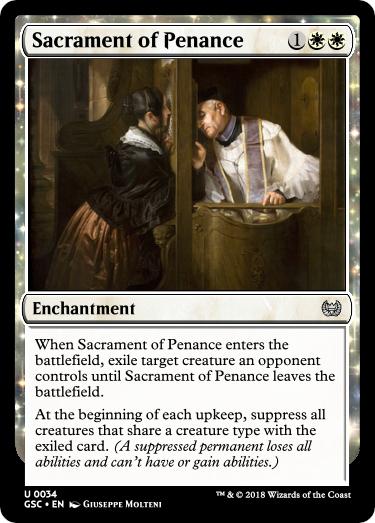 Sacrament of Penance 1
Enchantment
When Sacrament of Penance enters the
battlefield, exile target creature an opponent
controls until Sacrament of Penance leaves the
battlefield.
At the beginning of each upkeep, suppress all
creatures that share a creature type with the
exiled card. (A suppressed permanent loses all
abilities and can't have or gain abilities.)
U 0034
GSC • EN Giuseppe Molteni
™ & © 2018 Wizards of the Coast